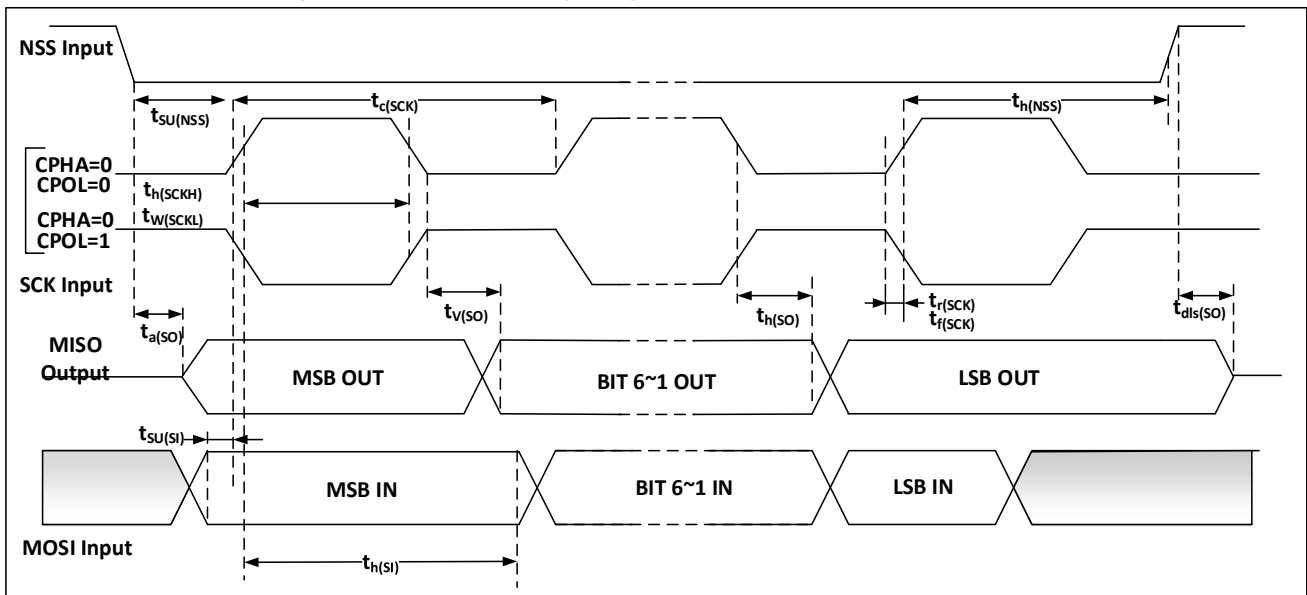 NSS Input
tSU(NSS)
tc(SCK)
th(NSS)
CPHA=0
CPOL=0
th(SCKH)
CPHA=0
tW(SCKL)
CPOL=1
SCK Input
ta(SO)
tV(SO)
th(SO)
tr(SCK)
tf(SCK)
tdls(SO)
MISO
Output
MSB OUT
BIT 6~1 OUT
LSB OUT
tSU(SI)
MSB IN
BIT 6~1 IN
LSB IN
MOSI Input
th(SI)